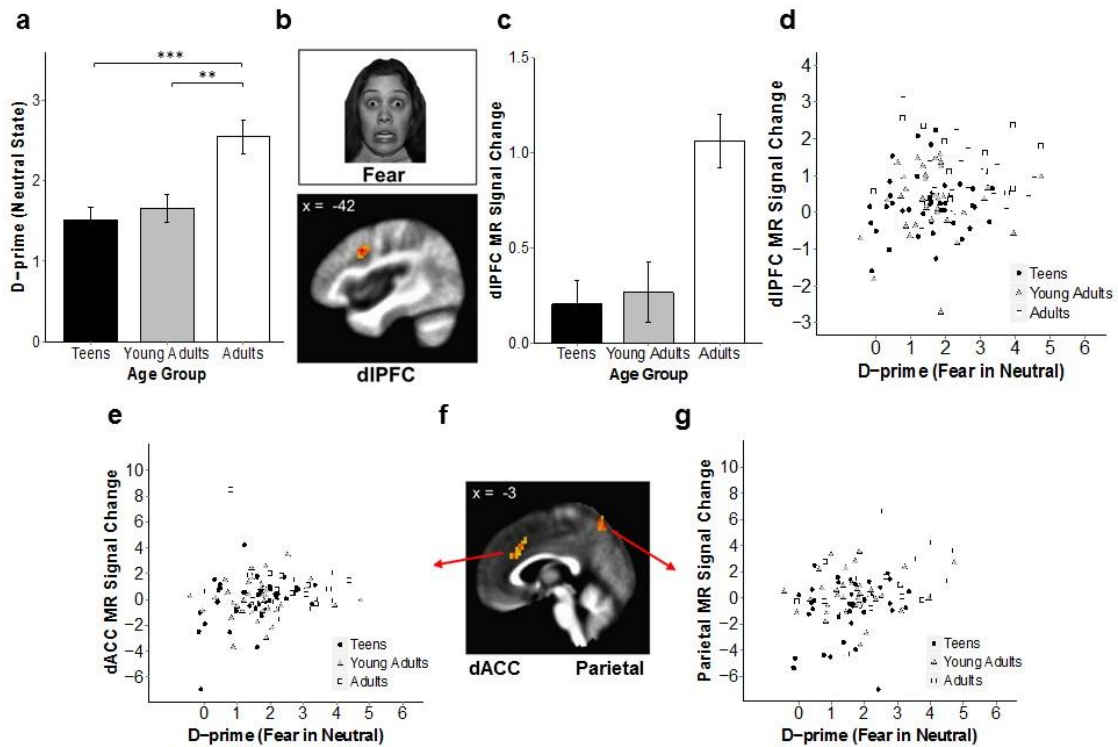 a
D-prime (Neutral State)
3
2
1
0
***
**
Teens
Young Adults
Adults
Age Group
b
Fear
x = -42
dlPFC
c
dlPFC MR Signal Change
1.5
1.0
0.5
0.0
Teens
Young Adults
Adults
Age Group
d
dlPFC MR Signal Change
4
3
2
1
0
-1
-2
-3
Teens
Young Adults
Adults
0 1 2 3 4 5 6
D-prime (Fear in Neutral)
e
dACC MR Signal Change
10
8
6
4
2
0
-2
-4
-6
Teens
Young Adults
Adults
0 1 2 3 4 5 6
D-prime (Fear in Neutral)
f
x = -3
dACC Parietal
g
Parietal MR Signal Change
10
8
6
4
2
0
-2
-4
-6
Teens
Young Adults
Adults
0 1 2 3 4 5 6
D-prime (Fear in Neutral)